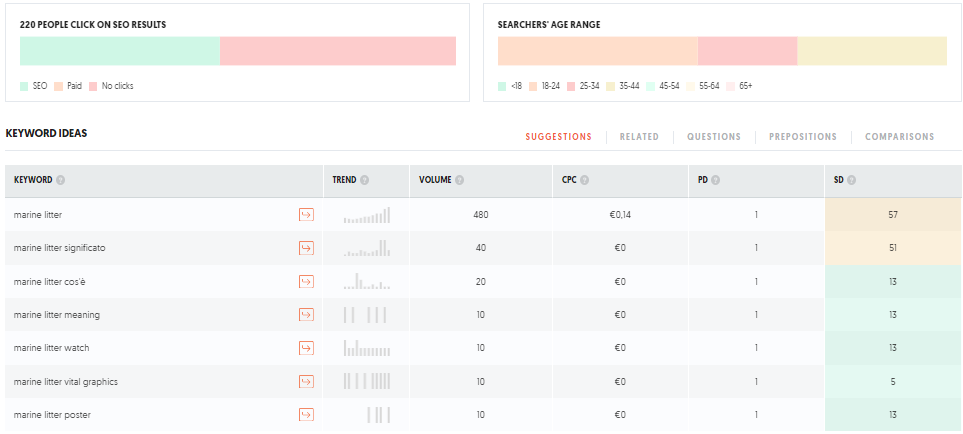 220 PEOPLE CLICK ON SEO RESULTS
SEO Paid No clicks
SEARCHERS' AGE RANGE
<18 18-24 25-34 35-44 45-54 55-64 65+
KEYWORD IDEAS
SUGGESTIONS RELATED QUESTIONS PREPOSITIONS COMPARISONS
KEYWORD ? TREND ? VOLUME ? CPC ? PD ? SD ?
marine litter 480 €0,14 1 57
marine litter significato 40 €0 1 51
marine litter cos'è 20 €0 1 13
marine litter meaning 10 €0 1 13
marine litter watch 10 €0 1 13
marine litter vital graphics 10 €0 1 5
marine litter poster 10 €0 1 13